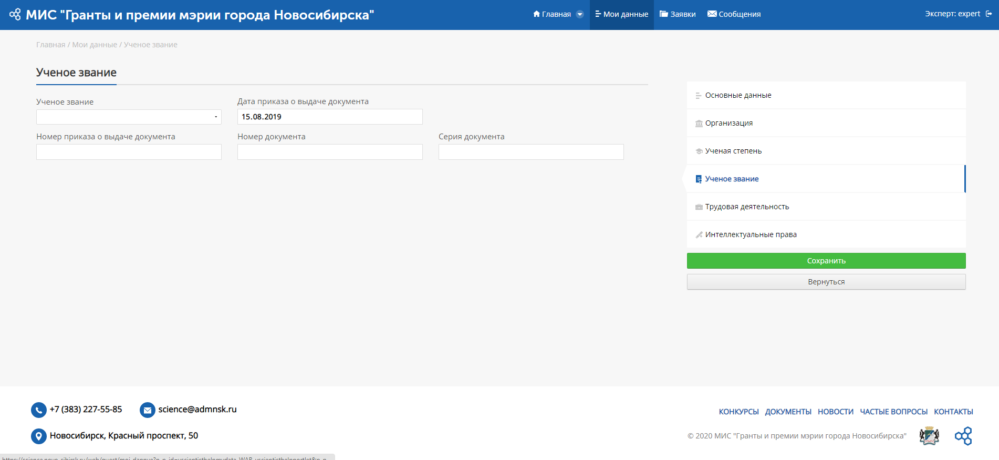 МИС "Гранты и премии мэрии города Новосибирска"
Главная
Мои данные
Заявки
Сообщения
Эксперт: expert
Главная / Мои данные / Ученое звание
Ученое звание
Ученое звание
Дата приказа о выдаче документа
15.08.2019
Номер приказа о выдаче документа
Номер документа
Серия документа
Основные данные
Организация
Ученая степень
Ученое звание
Трудовая деятельность
Интеллектуальные права
Сохранить
Вернуться
+7 (383) 227-55-85
science@admnsk.ru
Новосибирск, Красный проспект, 50
КОНКУРСЫ ДОКУМЕНТЫ НОВОСТИ ЧАСТЫЕ ВОПРОСЫ КОНТАКТЫ
© 2020 МИС "Гранты и премии мэрии города Новосибирска"